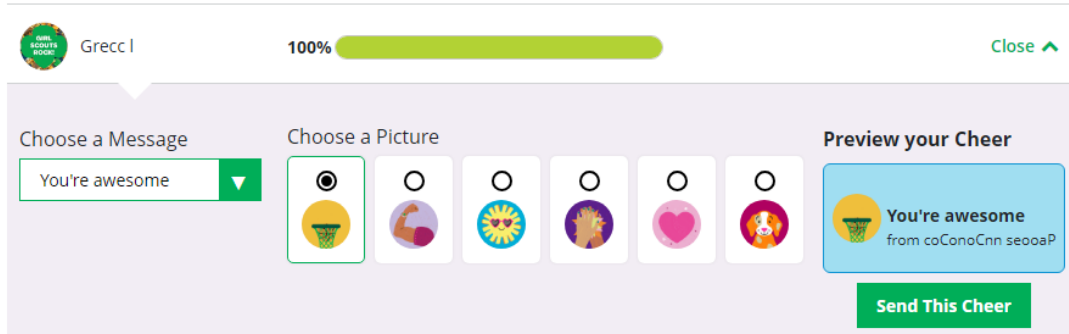 GIRL
SCOUTS
ROCK!
Grecc l
100%
Close
Choose a Message
You're awesome
Choose a Picture
Preview your Cheer
You're awesome
from coConoCnn seooaP
Send This Cheer